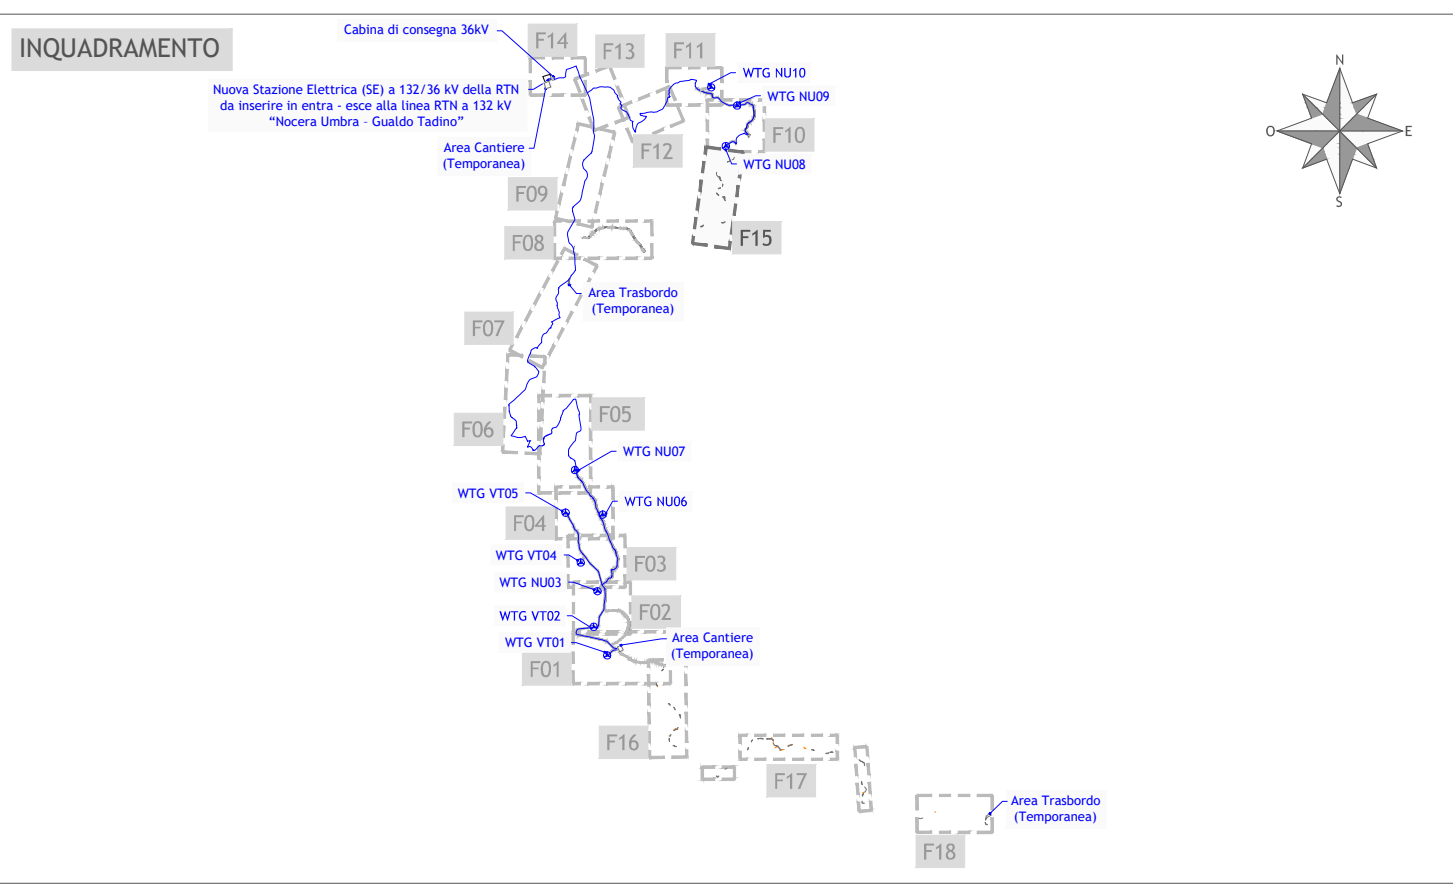 INQUADRAMENTO
Cabina di consegna 36kV
F14
F13
F11
WTG NU10
N
Nuova Stazione Elettrica (SE) a 132/36 kV della RTN
da inserire in entra - esce alla linea RTN a 132 kV
“Nocera Umbra - Gualdo Tadino”
WTG NU09
O
E
F10
Area Cantiere
(Temporanea)
F12
WTG NU08
F09
S
F08
F15
Area Trasbordo
(Temporanea)
F07
F05
F06
WTG NU07
WTG VT05
WTG NU06
F04
WTG VT04
F03
WTG NU03
WTG VT02
F02
WTG VT01
Area Cantiere
(Temporanea)
F01
F16
F17
Area Trasbordo
(Temporanea)
F18